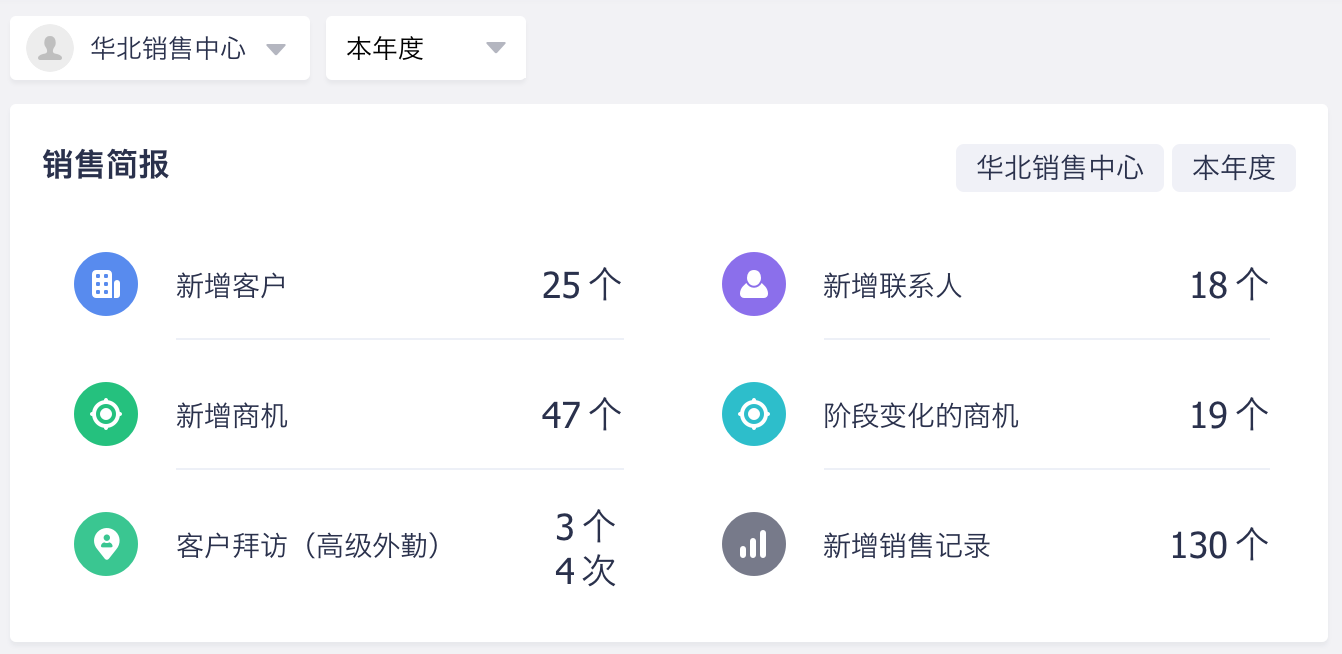 华北销售中心 本年度
销售简报 华北销售中心 本年度
新增客户 25 个 新增联系人 18 个
新增商机 47 个 阶段变化的商机 19 个
客户拜访（高级外勤） 3 个
4 次
新增销售记录 130 个